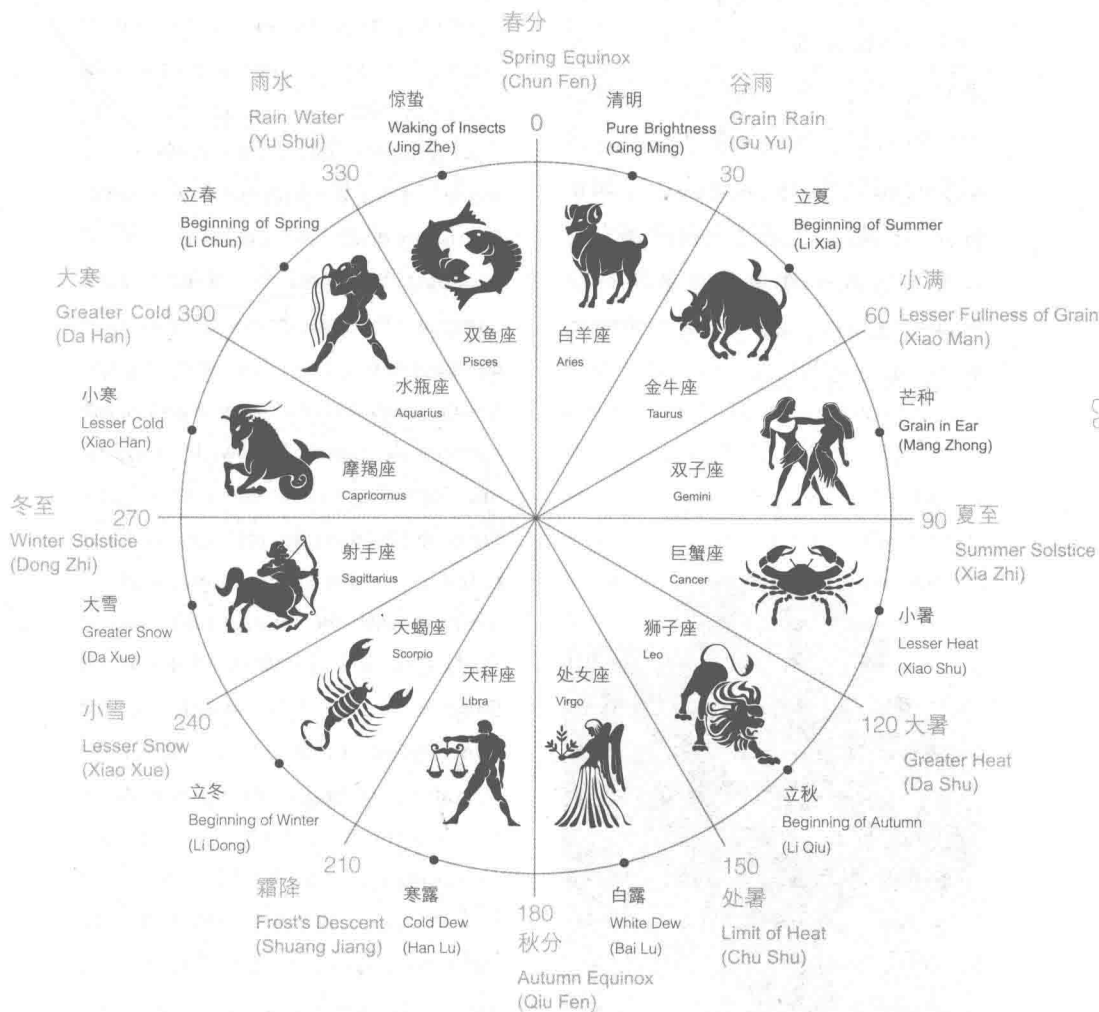 春分
Spring Equinox
(Chun Fen)
0
清明
Pure Brightness
(Qing Ming)
谷雨
Grain Rain
(Gu Yu)
30
立夏
Beginning of Summer
(Li Xia)
小满
60
Lesser Fullness of Grain
(Xiao Man)
芒种
Grain in Ear
(Mang Zhong)
90
夏至
Summer Solstice
(Xia Zhi)
小暑
Lesser Heat
(Xiao Shu)
120
大暑
Greater Heat
(Da Shu)
立秋
Beginning of Autumn
(Li Qiu)
150
处暑
Limit of Heat
(Chu Shu)
白露
White Dew
(Bai Lu)
180
秋分
Autumn Equinox
(Qiu Fen)
寒露
Cold Dew
(Han Lu)
210
霜降
Frost's Descent
(Shuang Jiang)
立冬
Beginning of Winter
(Li Dong)
240
小雪
Lesser Snow
(Xiao Xue)
大雪
Greater Snow
(Da Xue)
270
冬至
Winter Solstice
(Dong Zhi)
小寒
Lesser Cold
(Xiao Han)
大寒
Greater Cold
(Da Han)
300
立春
Beginning of Spring
(Li Chun)
雨水
Rain Water
(Yu Shui)
330
惊蛰
Waking of Insects
(Jing Zhe)
白羊座
Aries
金牛座
Taurus
双子座
Gemini
巨蟹座
Cancer
狮子座
Leo
处女座
Virgo
天秤座
Libra
天蝎座
Scorpio
射手座
Sagittarius
摩羯座
Capricornus
水瓶座
Aquarius
双鱼座
Pisces